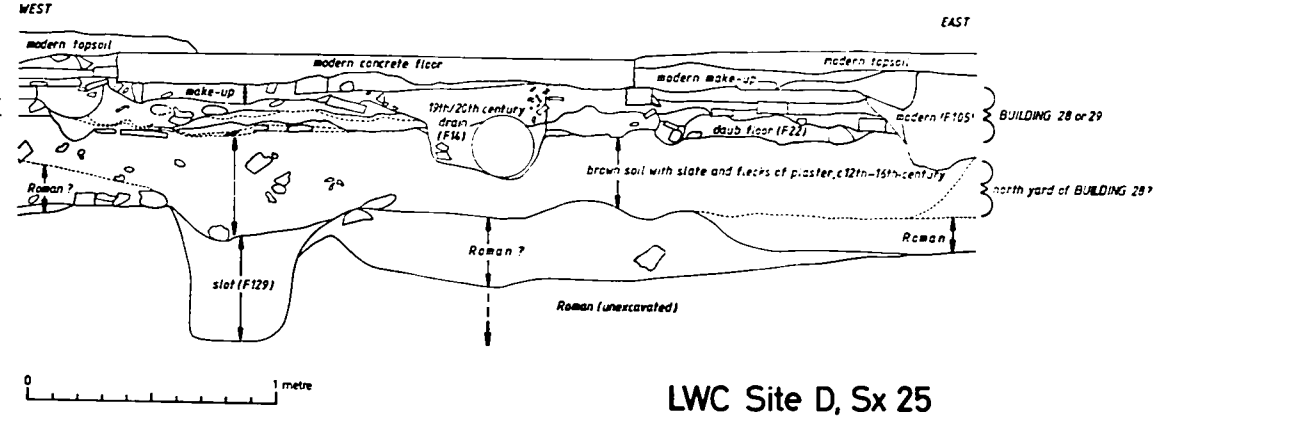 WEST
EAST
modern topsoil
modern concrete floor
modern topsoil
modern make-up
make-up
19th/20th century
drain
(F14)
modern (F105)
BUILDING 28 or 29
daub floor (F22)
brown soil with slate and flecks of plaster, c12th-16th-century
Roman ?
north yard of BUILDING 28?
Roman
Roman ?
slot (F129)
Roman (unexcavated)
0
1 metre
LWC Site D, Sx 25